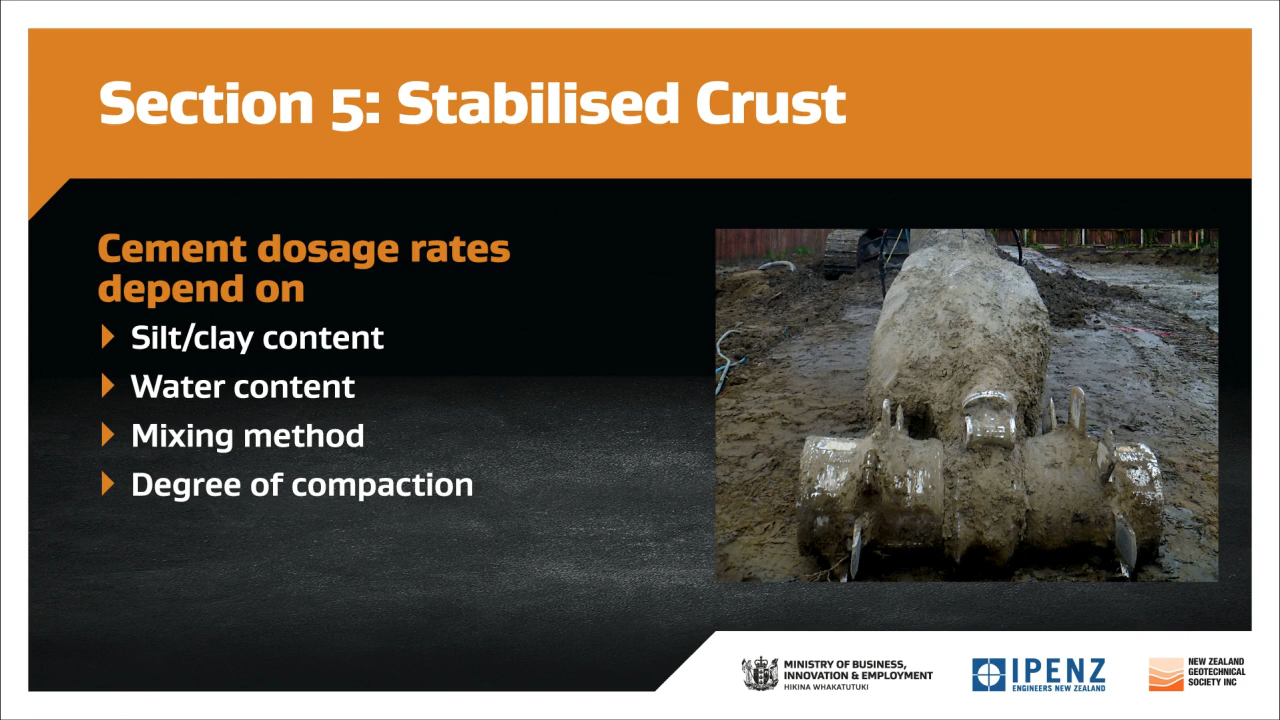 Section 5: Stabilised Crust
Cement dosage rates
depend on
Silt/clay content
Water content
Mixing method
Degree of compaction
MINISTRY OF BUSINESS,
INNOVATION & EMPLOYMENT
HIKINA WHAKATUTUKI
IPENZ
ENGINEERS NEW ZEALAND
NEW ZEALAND
GEOTECHNICAL
SOCIETY INC